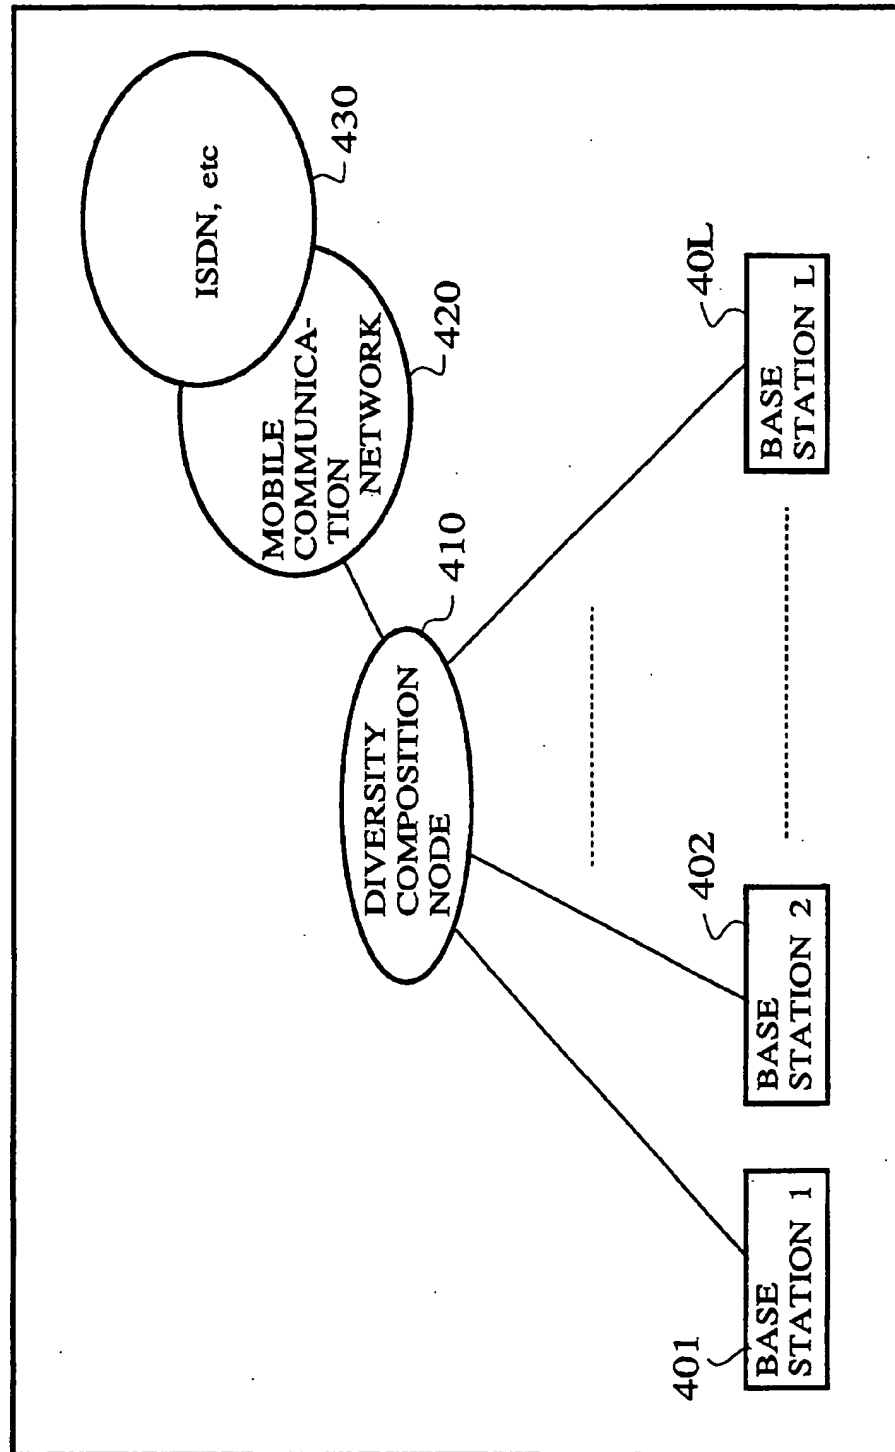 ISDN, etc
430
MOBILE
COMMUNICA-
TION
NETWORK
420
DIVERSITY
COMPOSITION
NODE
410
401
BASE
STATION 1
402
BASE
STATION 2
40L
BASE
STATION L